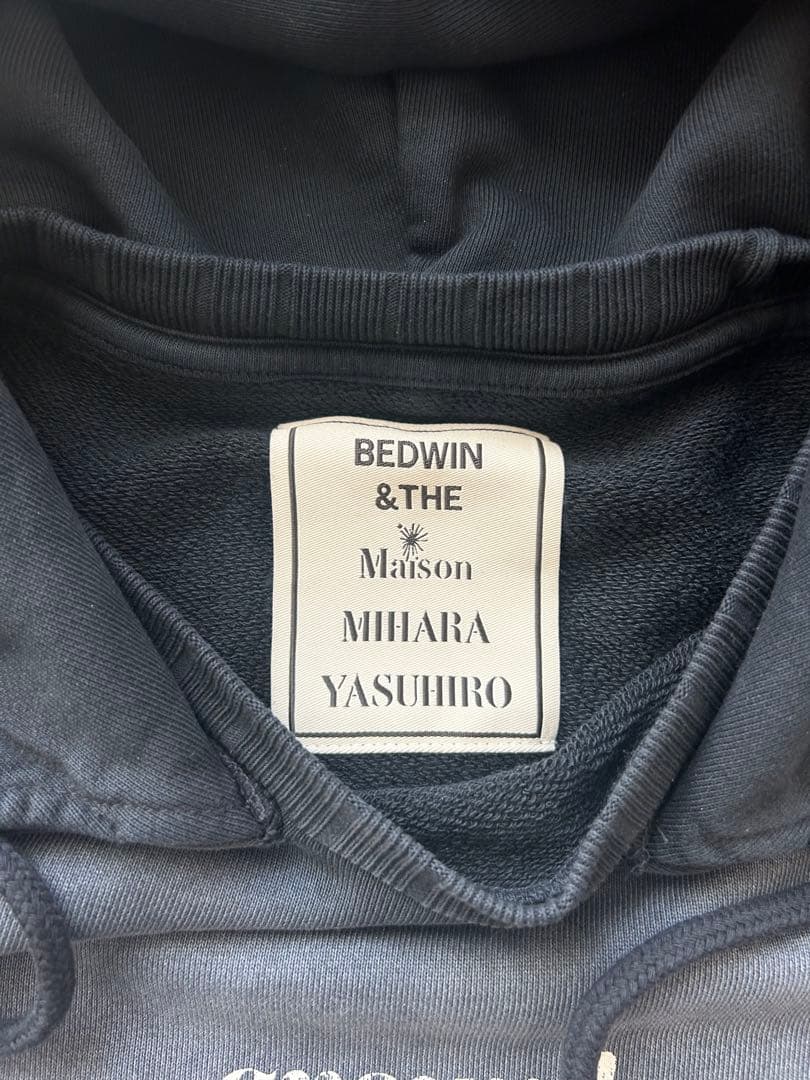 BEDWIN
&THE
Maison
MIHARA
YASUHIRO